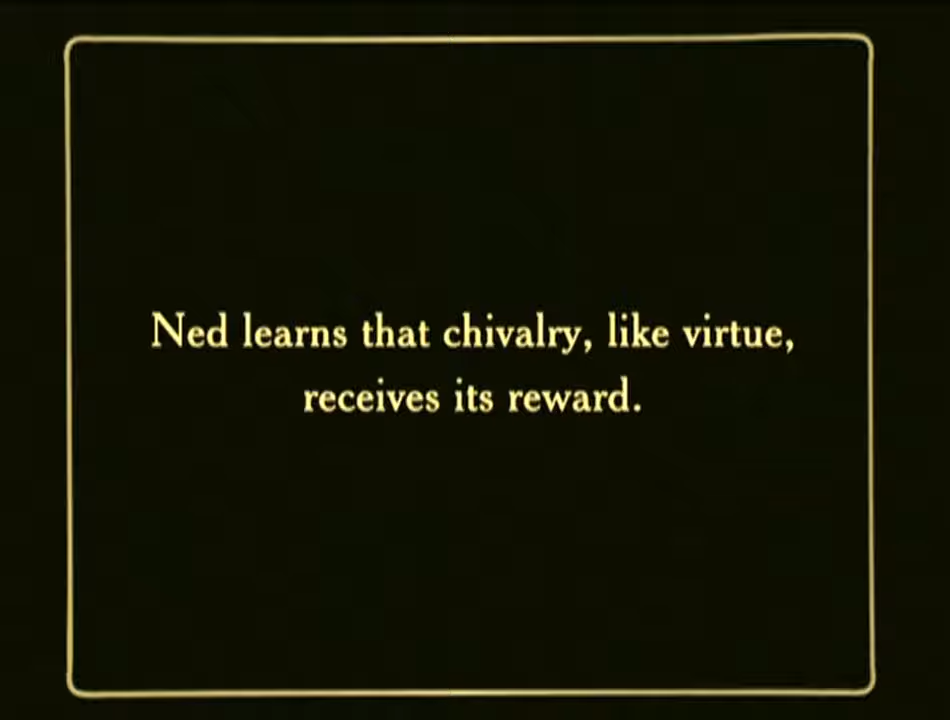 Ned learns that chivalry, like virtue,
receives its reward.